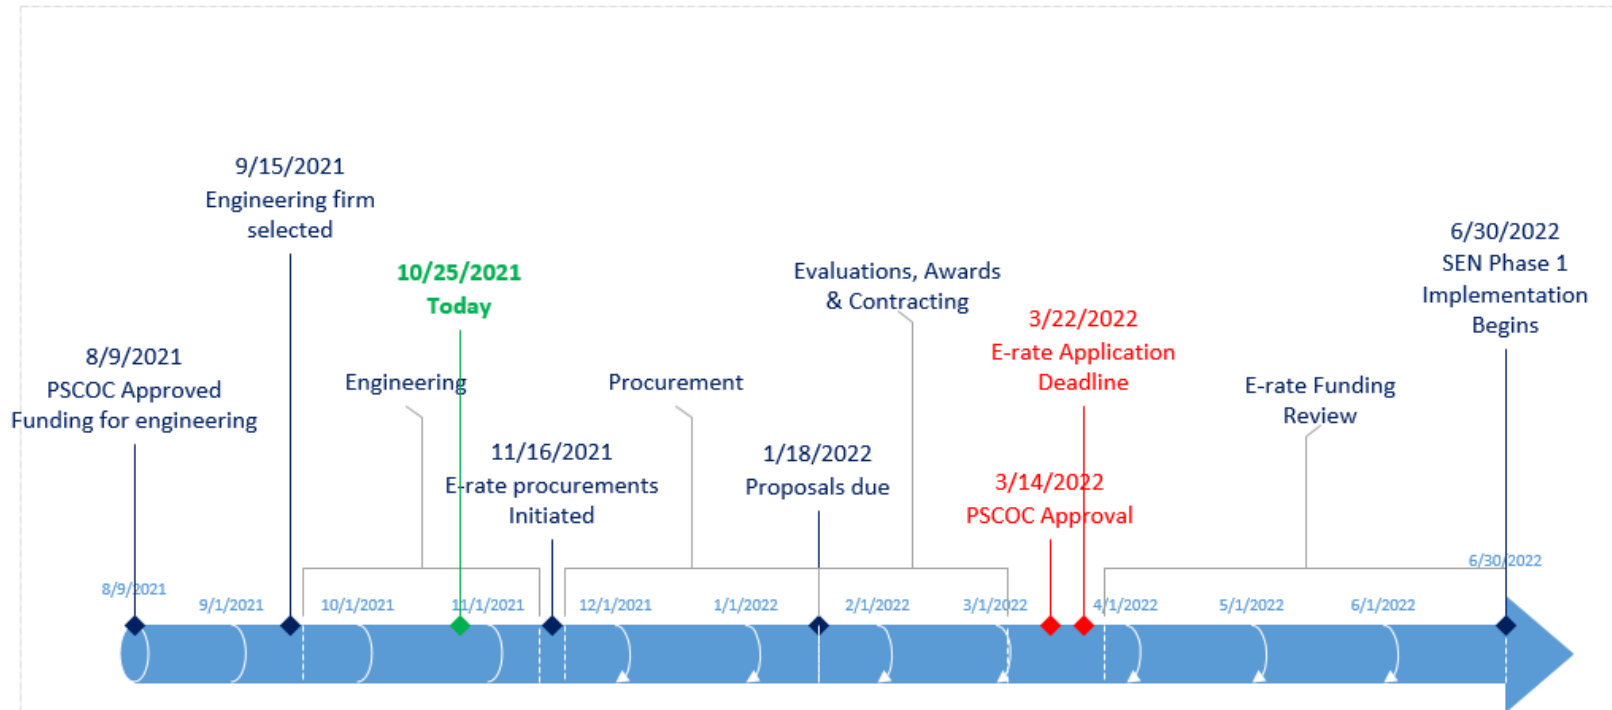 9/15/2021
Engineering firm
selected
10/25/2021
Today
8/9/2021
PSCOC Approved
Funding for engineering
Engineering
11/16/2021
E-rate procurements
Initiated
Procurement
1/18/2022
Proposals due
Evaluations, Awards
& Contracting
3/22/2022
E-rate Application
Deadline
3/14/2022
PSCOC Approval
E-rate Funding
Review
6/30/2022
SEN Phase 1
Implementation
Begins
8/9/2021
9/1/2021
10/1/2021
11/1/2021
12/1/2021
1/1/2022
2/1/2022
3/1/2022
4/1/2022
5/1/2022
6/1/2022
6/30/2022